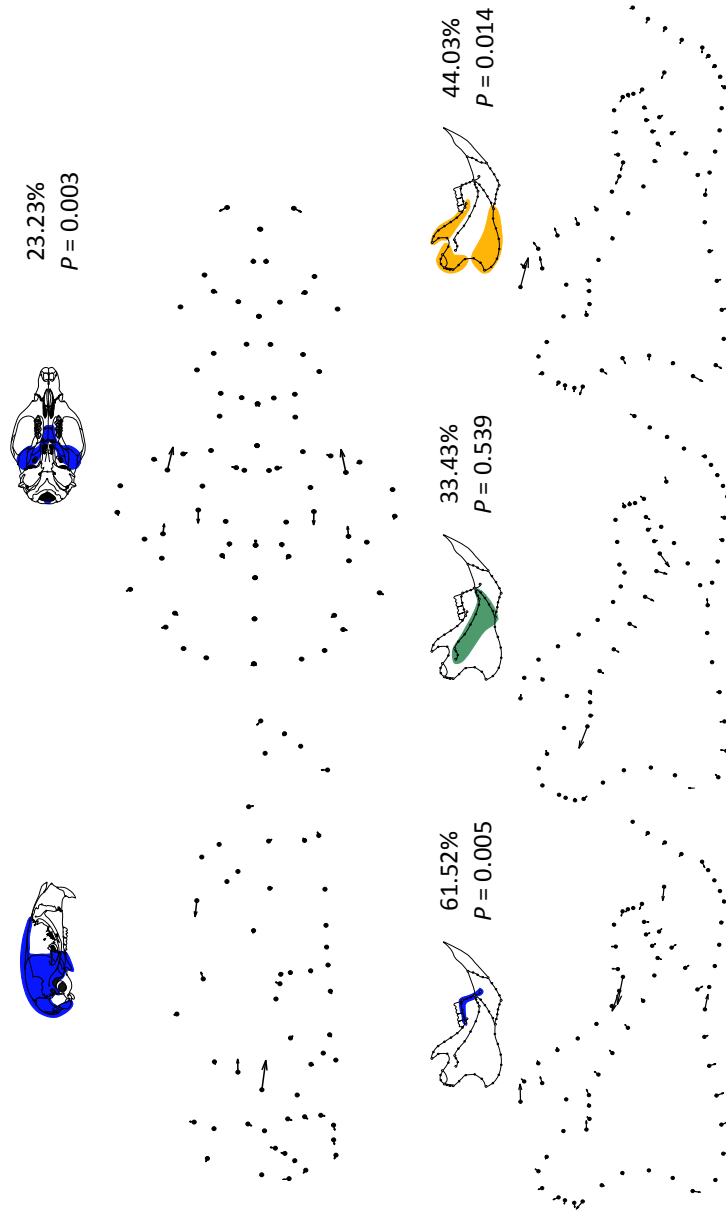 23.23%
P = 0.003
61.52%
P = 0.005
33.43%
P = 0.539
44.03%
P = 0.014